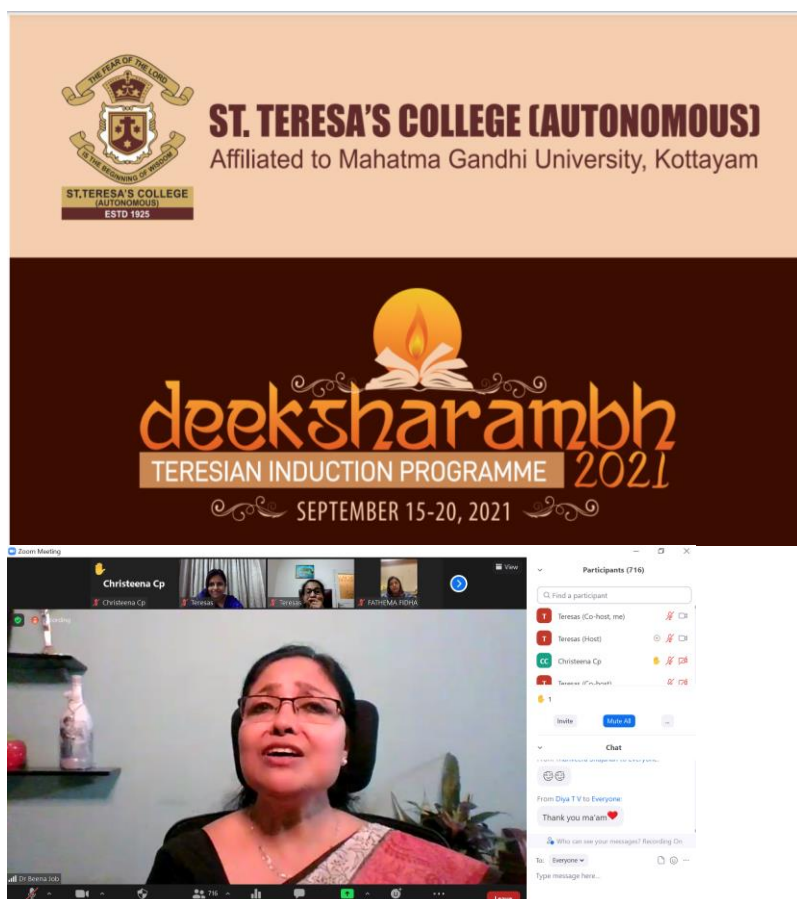 THE FEAR OF THE LORD
IS THE BEGINNING OF WISDOM
ST.TERESA'S COLLEGE
(AUTONOMOUS)
ESTD 1925
ST. TERESA'S COLLEGE (AUTONOMOUS)
Affiliated to Mahatma Gandhi University, Kottayam
deeksharambh
TERESIAN INDUCTION PROGRAMME 2021
SEPTEMBER 15-20, 2021
Zoom Meeting
Christeena Cp
Christeena Cp
Teresas
Teresas
FATHEMA FIDHA
View
Recording
Dr Beena Job
716
Leave
Participants (716)
Find a participant
T Teresas (Co-host, me)
T Teresas (Host)
CC Christeena Cp
T Teresas (Co-host)
1
Invite
Mute All
...
Chat
to Everyone:
From Diya T V to Everyone:
Thank you ma'am
Who can see your messages? Recording On
To: Everyone
Type message here...